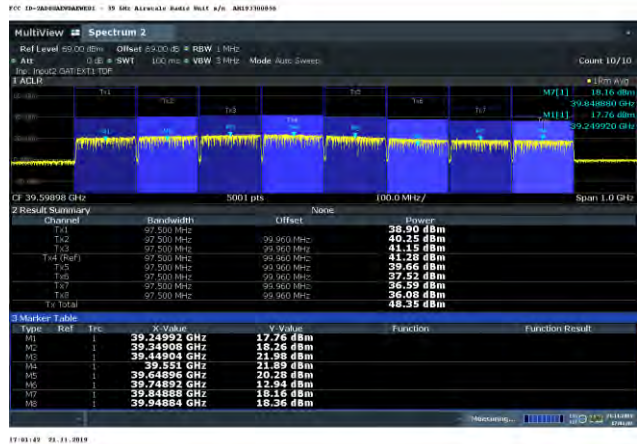 FCC ID-2AD8UAEWBAEWEB1 - 39 GHz Airscale Radio Unit s/n
MultiView Spectrum 2
Ref Level 69.00 dBm Offset 69.00 dB RBW 1 MHz
Att 0 dB SWT 100 ms VBW 3 MHz Mode Auto Sweep Count 10/10
1 ACLR 1Rm Avg
Tx1 Tx2 Tx3 Tx4 Tx5 Tx6 Tx7
M7[1] 18.16 dBm
39.848880 GHz
M1[1] 17.76 dBm
39.249920 GHz
CF 39.59898 GHz 5001 pts 100.0 MHz/ Span 1.0 GHz
2 Result Summary None
Channel Bandwidth Offset Power
Tx1 97.500 MHz 38.90 dBm
Tx2 97.500 MHz 99.960 MHz 40.25 dBm
Tx3 97.500 MHz 99.960 MHz 41.15 dBm
Tx4 (Ref) 97.500 MHz 99.960 MHz 41.28 dBm
Tx5 97.500 MHz 99.960 MHz 39.66 dBm
Tx6 97.500 MHz 99.960 MHz 37.52 dBm
Tx7 97.500 MHz 99.960 MHz 36.59 dBm
Tx8 97.500 MHz 99.960 MHz 36.08 dBm
Tx Total 48.35 dBm
3 Marker Table
Type Ref Trc X-Value Y-Value Function Function Result
M1 1 39.24992 GHz 17.76 dBm
M2 1 39.34908 GHz 18.26 dBm
M3 1 39.44904 GHz 21.98 dBm
M4 1 39.551 GHz 21.89 dBm
M5 1 39.64896 GHz 20.28 dBm
M6 1 39.74892 GHz 12.94 dBm
M7 1 39.84888 GHz 18.16 dBm
M8 1 39.94884 GHz 18.36 dBm
Measuring...
17:01:42 21.11.2019